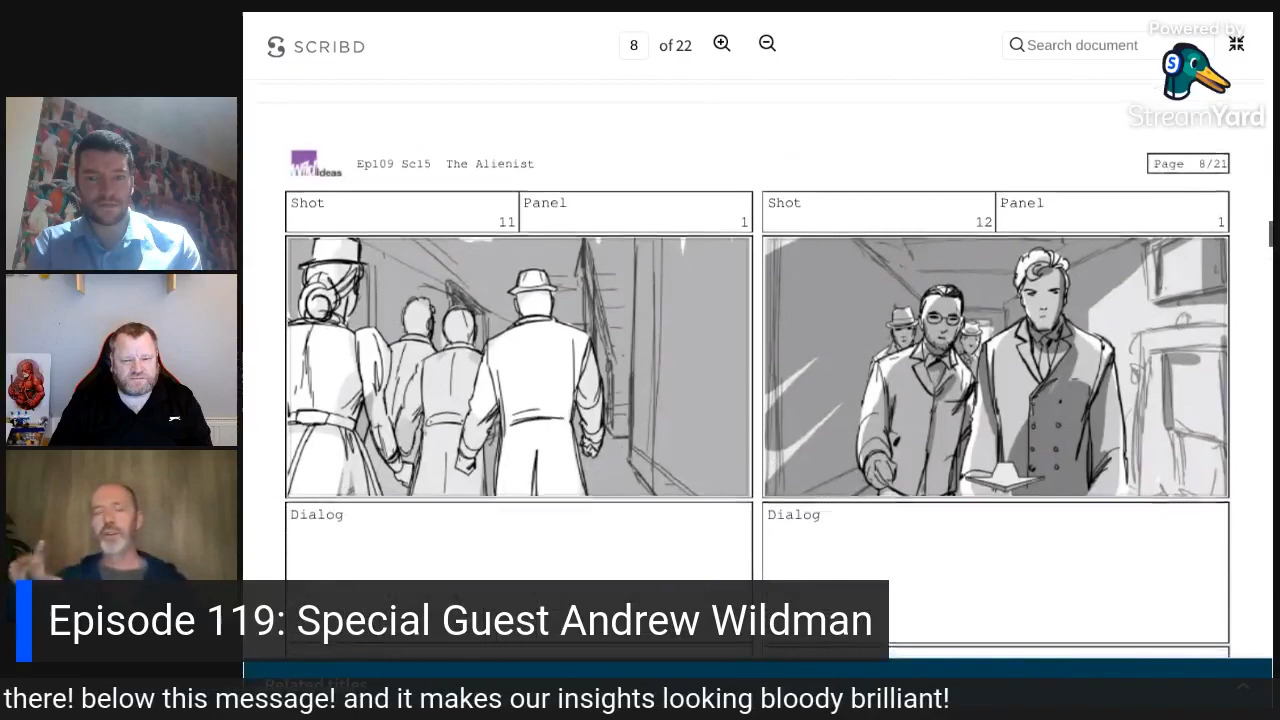 SCRIBD
8 of 22
Search document
Powered by
StreamYard
Ep109 Sc15 The Alienist
Page 8/21
Shot
11
Panel
1
Shot
12
Panel
1
Dialog
Dialog
Episode 119: Special Guest Andrew Wildman
Related titles
there! below this message! and it makes our insights looking bloody brilliant!